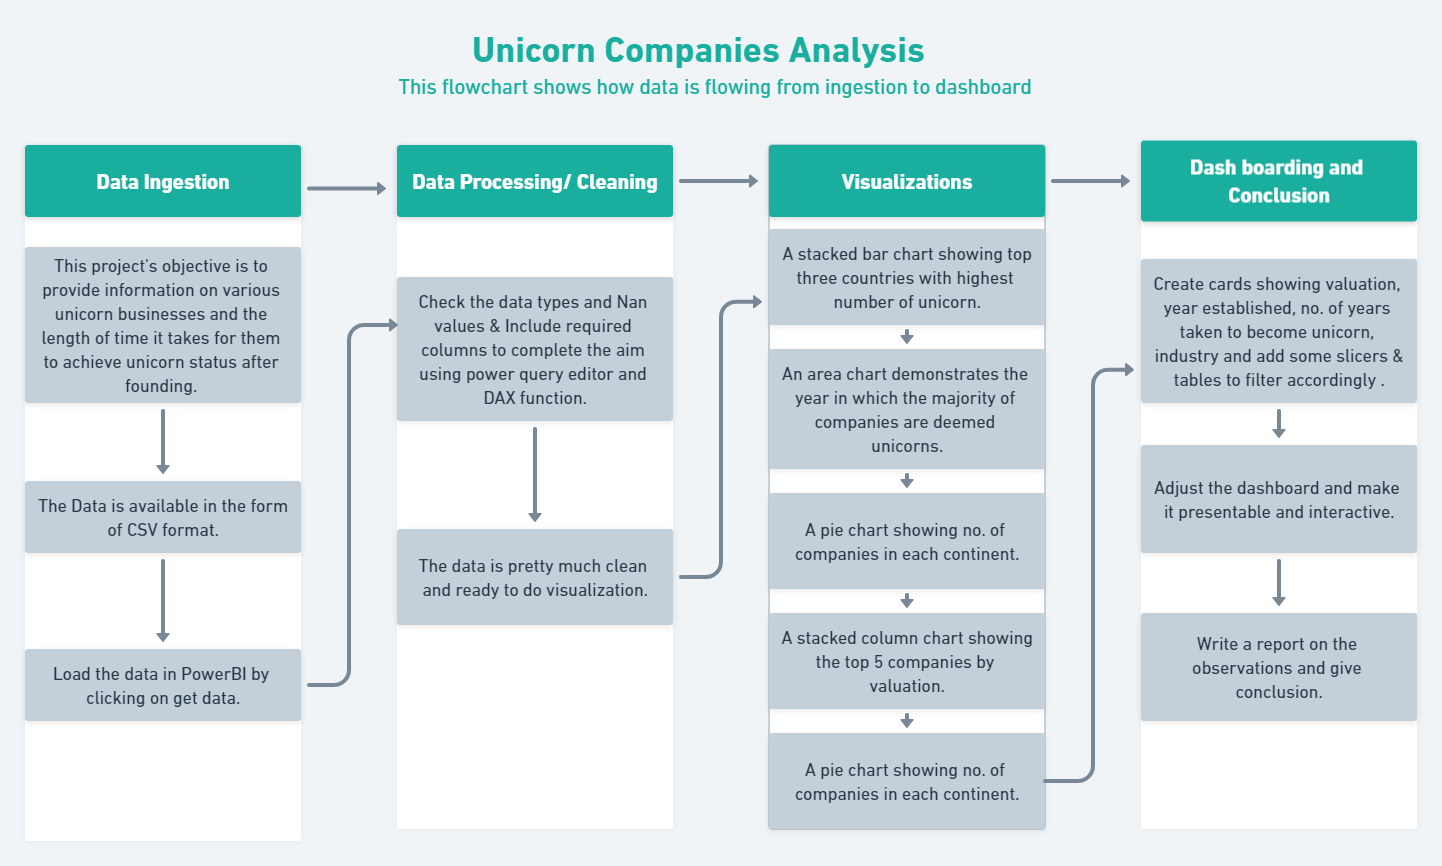 Unicorn Companies Analysis
This flowchart shows how data is flowing from ingestion to dashboard
Data Ingestion
This project's objective is to
provide information on various
unicorn businesses and the
length of time it takes for them
to achieve unicorn status after
founding.
The Data is available in the form
of CSV format.
Load the data in PowerBI by
clicking on get data.
Data Processing/ Cleaning
Check the data types and Nan
values & Include required
columns to complete the aim
using power query editor and
DAX function.
The data is pretty much clean
and ready to do visualization.
Visualizations
A stacked bar chart showing top
three countries with highest
number of unicorn.
An area chart demonstrates the
year in which the majority of
companies are deemed
unicorns.
A pie chart showing no. of
companies in each continent.
A stacked column chart showing
the top 5 companies by
valuation.
A pie chart showing no. of
companies in each continent.
Dash boarding and
Conclusion
Create cards showing valuation,
year established, no. of years
taken to become unicorn,
industry and add some slicers &
tables to filter accordingly .
Adjust the dashboard and make
it presentable and interactive.
Write a report on the
observations and give
conclusion.